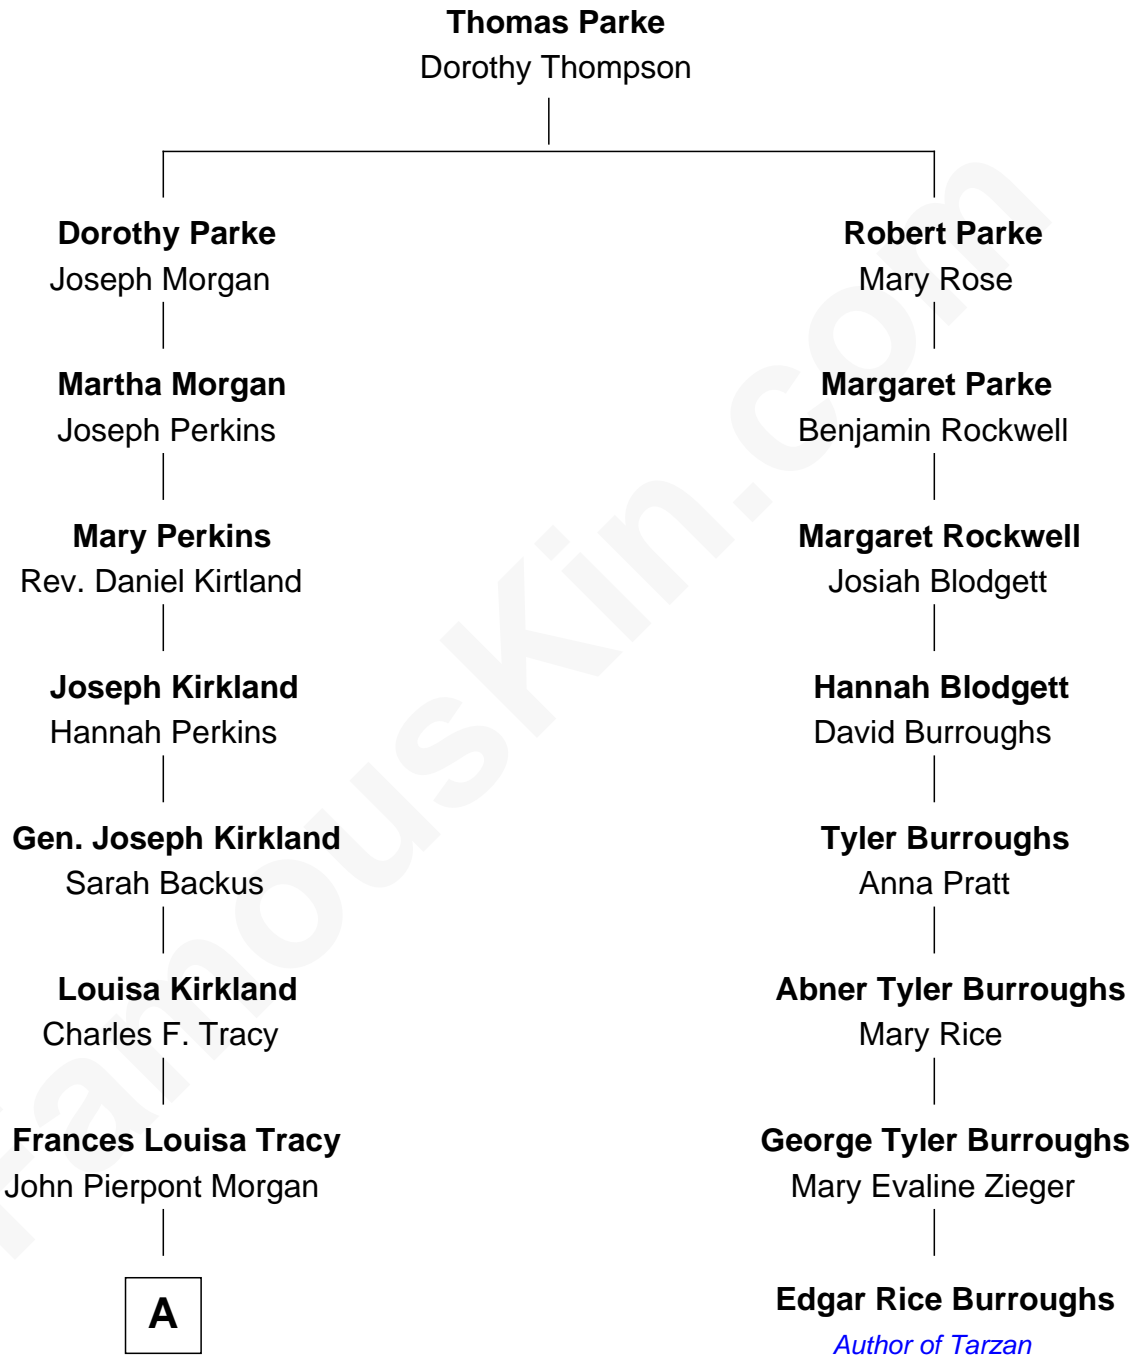 Thomas Parke
Dorothy Thompson
Dorothy Parke
Joseph Morgan
Robert Parke
Mary Rose
Martha Morgan
Joseph Perkins
Margaret Parke
Benjamin Rockwell
Mary Perkins
Rev. Daniel Kirtland
Margaret Rockwell
Josiah Blodgett
Joseph Kirkland
Hannah Perkins
Hannah Blodgett
David Burroughs
Gen. Joseph Kirkland
Sarah Backus
Tyler Burroughs
Anna Pratt
Louisa Kirkland
Charles F. Tracy
Abner Tyler Burroughs
Mary Rice
Frances Louisa Tracy
John Pierpont Morgan
George Tyler Burroughs
Mary Evaline Zieger
A
Edgar Rice Burroughs
Author of Tarzan
FamousKin.com